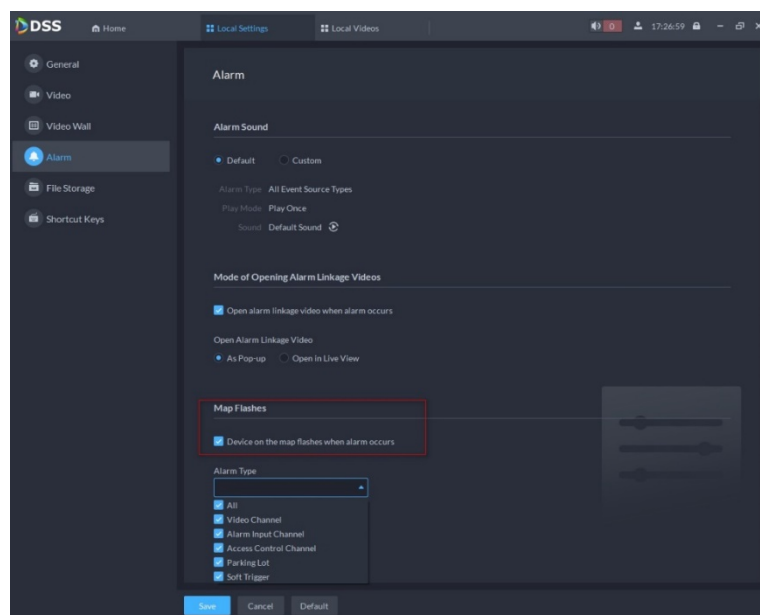 DSS
Home
Local Settings
Local Videos
0
17:26:59
General
Video
Video Wall
Alarm
File Storage
Shortcut Keys
Alarm
Alarm Sound
Default
Custom
Alarm Type All Event Source Types
Play Mode Play Once
Sound Default Sound
Mode of Opening Alarm Linkage Videos
Open alarm linkage video when alarm occurs
Open Alarm Linkage Video
As Pop-up
Open in Live View
Map Flashes
Device on the map flashes when alarm occurs
Alarm Type
All
Video Channel
Alarm Input Channel
Access Control Channel
Parking Lot
Soft Trigger
Save
Cancel
Default